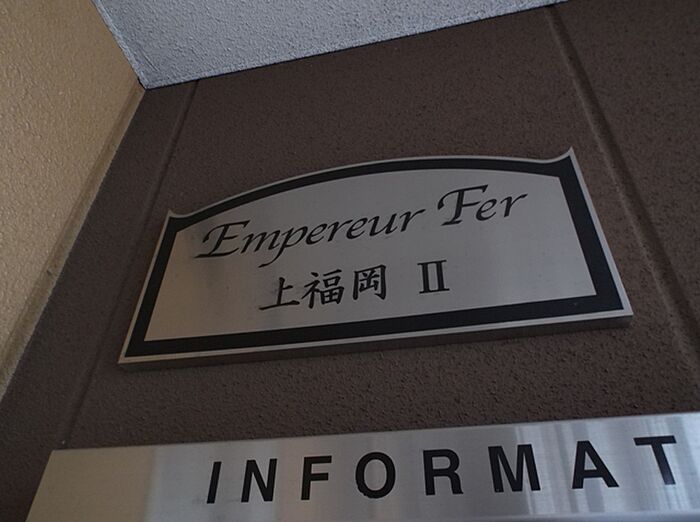 Empereur Fer
上福岡 Ⅱ
INFORMAT